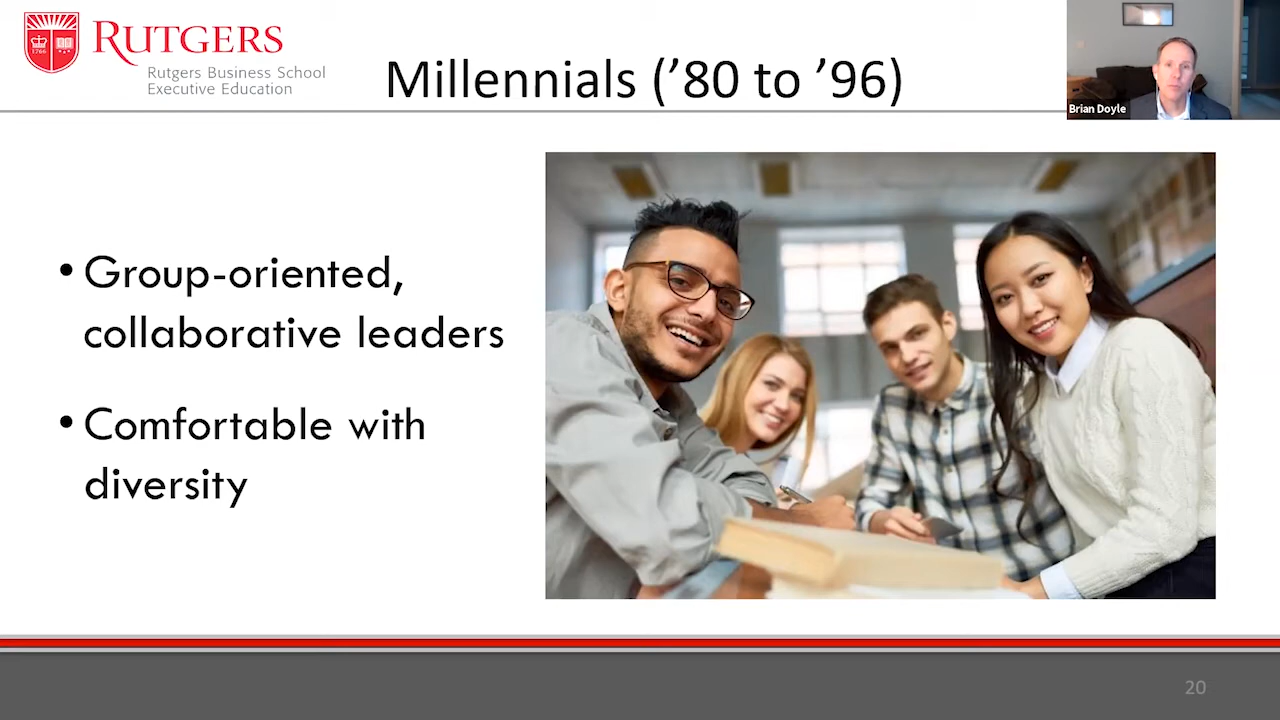 1766
RUTGERS
Rutgers Business School
Executive Education
Millennials (’80 to ’96)
Brian Doyle
• Group-oriented,
collaborative leaders
• Comfortable with
diversity
20